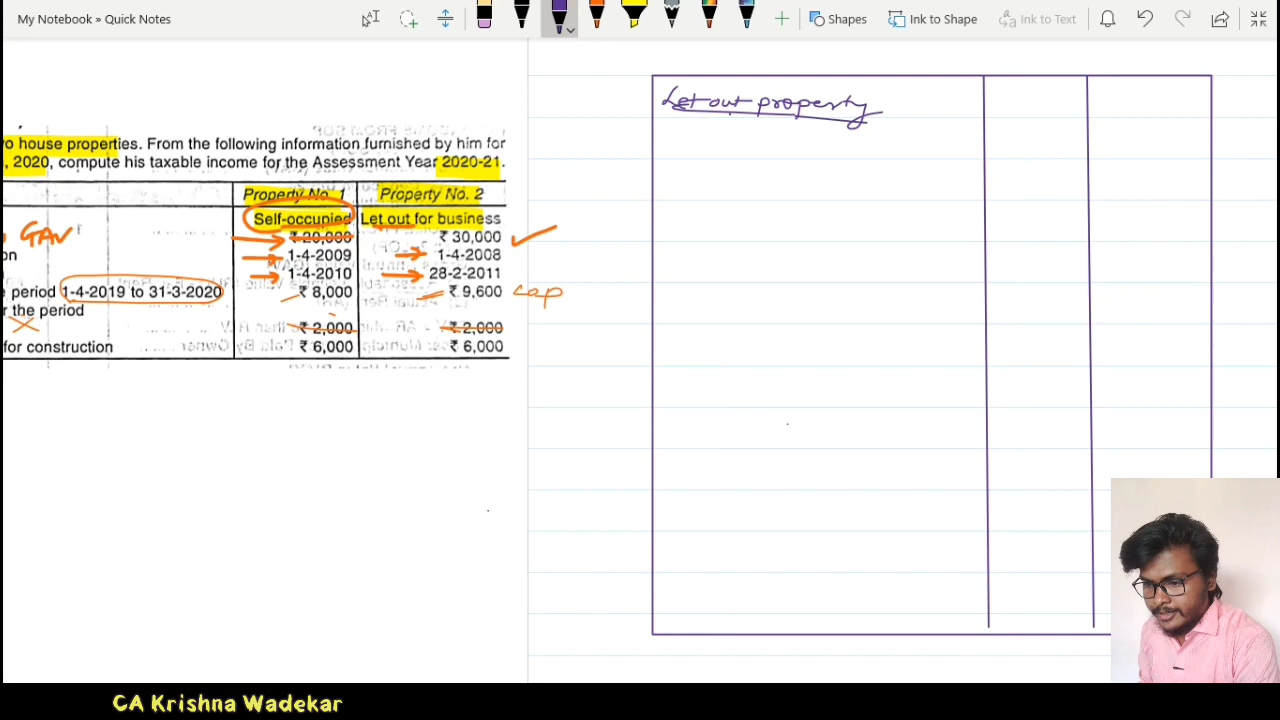 My Notebook » Quick Notes
Shapes
Ink to Shape
Ink to Text
Let out property
o house properties. From the following information furnished by him for
, 2020, compute his taxable income for the Assessment Year 2020-21.
Property No. 1 Property No. 2
Self-occupied Let out for business
GAV ₹ 20,000 ₹ 30,000
on 1-4-2009 1-4-2008
1-4-2010 28-2-2011
period 1-4-2019 to 31-3-2020 ₹ 8,000 ₹ 9,600 cap
r the period
₹ 2,000 ₹ 2,000
for construction ₹ 6,000 ₹ 6,000
CA Krishna Wadekar